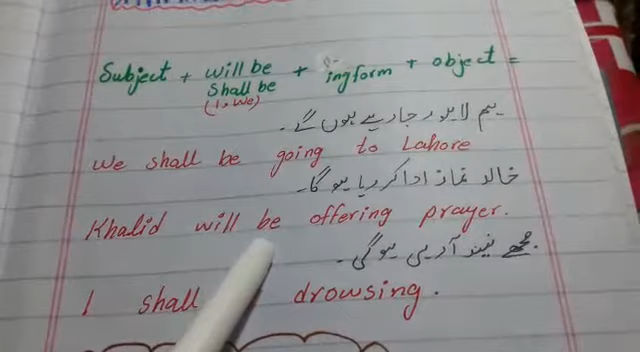 Subject + will be + ing form + object =
shall be
(I, we)
ہم لاہور جا رہے ہوں گے۔
We shall be going to Lahore
خالد نماز ادا کر رہا ہو گا۔
Khalid will be offering prayer.
مجھے نیند آ رہی ہو گی۔
I shall drowsing.